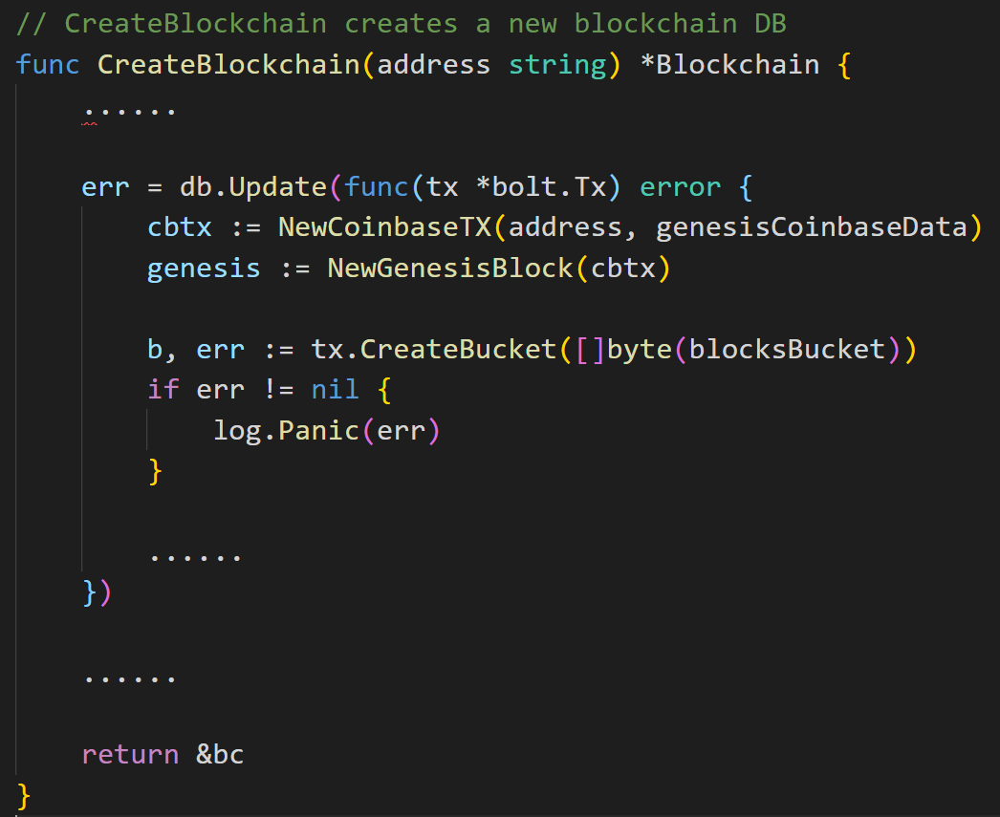 // CreateBlockchain creates a new blockchain DB
func CreateBlockchain(address string) *Blockchain {
    ......

    err = db.Update(func(tx *bolt.Tx) error {
        cbtx := NewCoinbaseTX(address, genesisCoinbaseData)
        genesis := NewGenesisBlock(cbtx)

        b, err := tx.CreateBucket([]byte(blocksBucket))
        if err != nil {
            log.Panic(err)
        }

        ......
    })

    ......

    return &bc
}